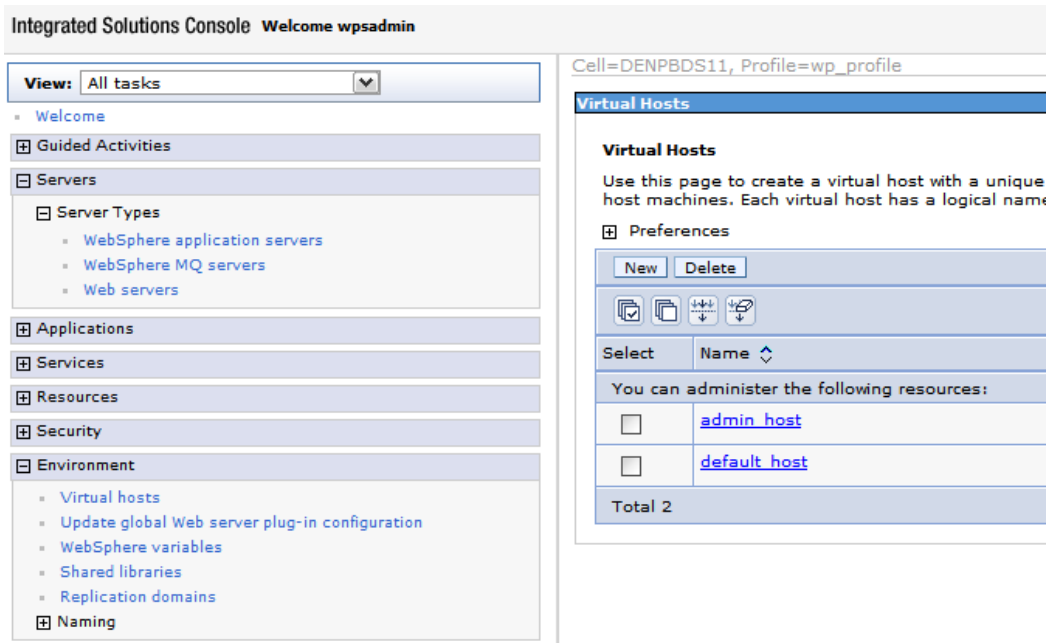 Integrated Solutions Console Welcome wpsadmin
View: All tasks
Welcome
Guided Activities
Servers
Server Types
WebSphere application servers
WebSphere MQ servers
Web servers
Applications
Services
Resources
Security
Environment
Virtual hosts
Update global Web server plug-in configuration
WebSphere variables
Shared libraries
Replication domains
Naming
Cell=DENPBDS11, Profile=wp_profile
Virtual Hosts
Virtual Hosts
Use this page to create a virtual host with a unique
host machines. Each virtual host has a logical name
Preferences
New Delete
Select Name
You can administer the following resources:
admin_host
default_host
Total 2